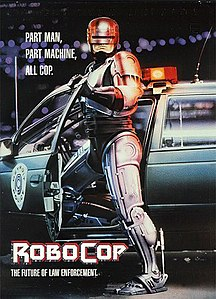 PART MAN,
PART MACHINE,
ALL COP.
ROBOCOP
THE FUTURE OF LAW ENFORCEMENT.